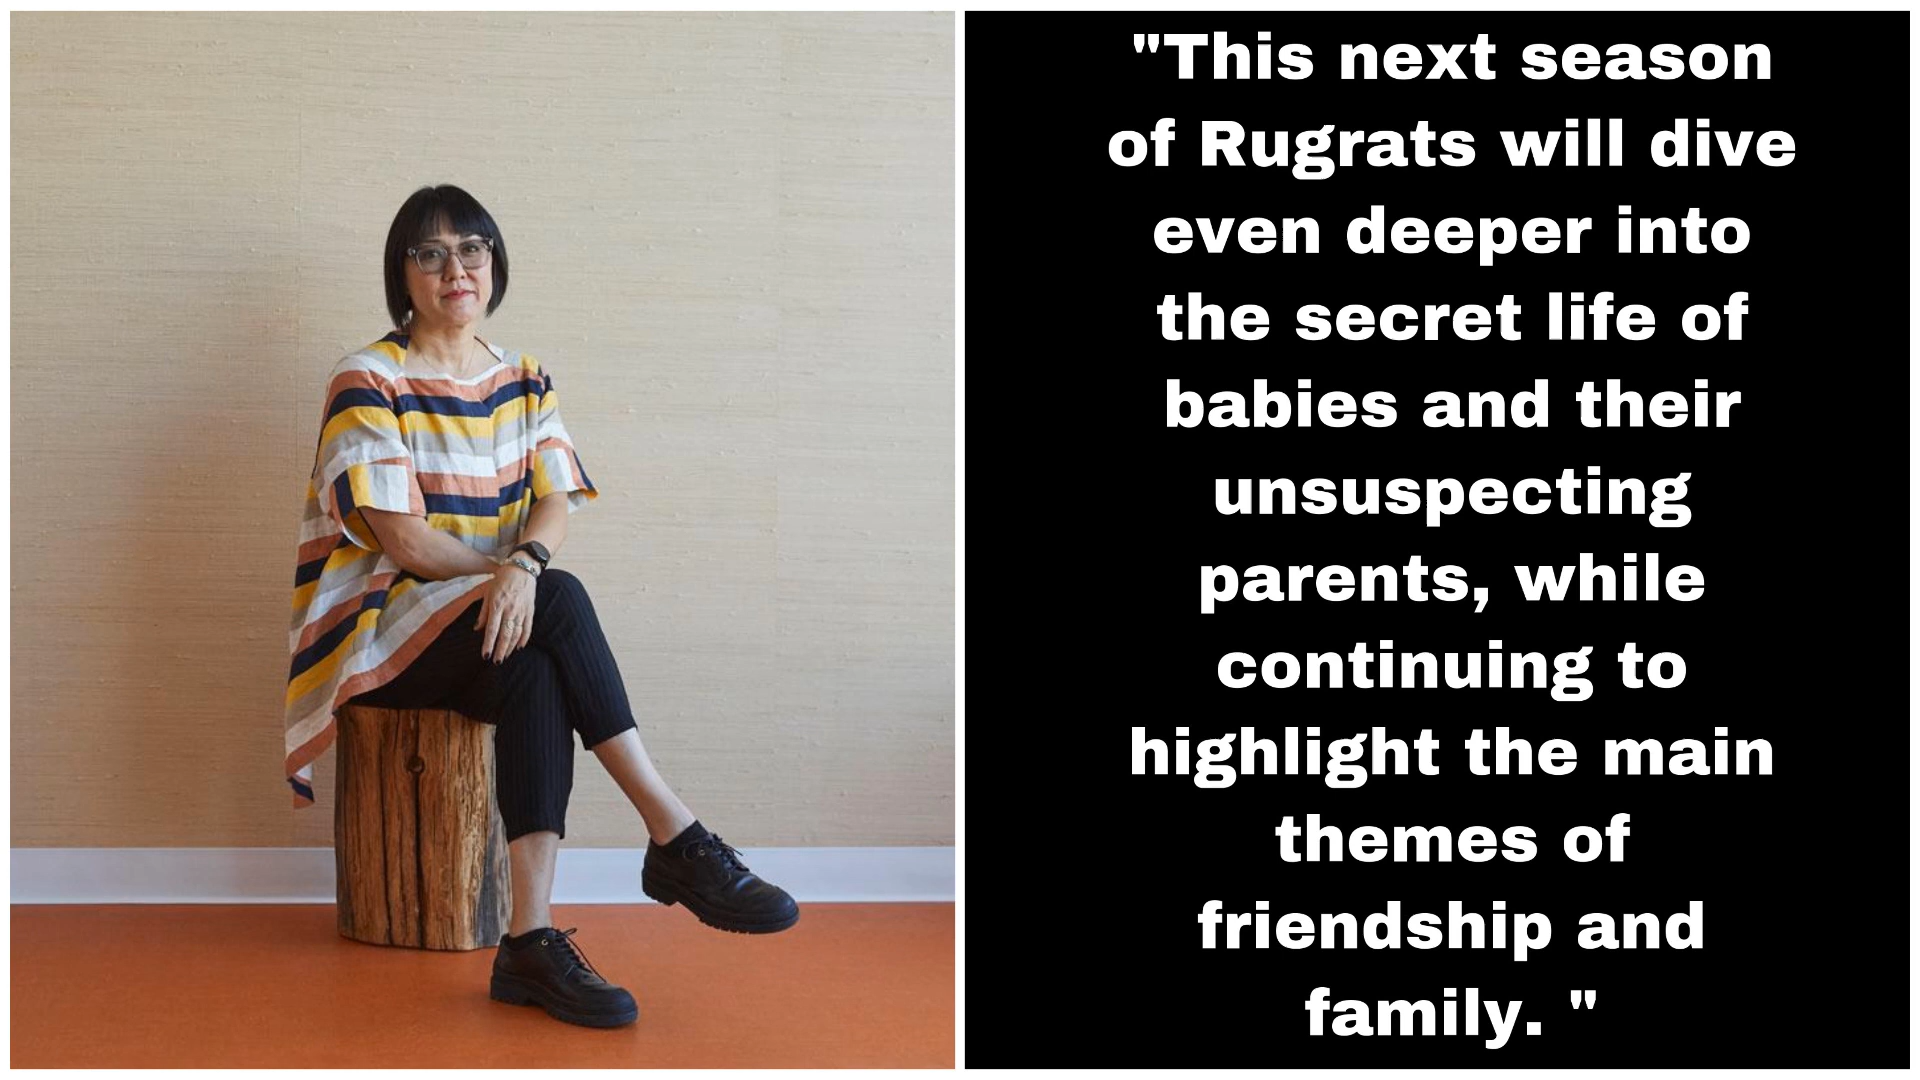 "This next season
of Rugrats will dive
even deeper into
the secret life of
babies and their
unsuspecting
parents, while
continuing to
highlight the main
themes of
friendship and
family. "